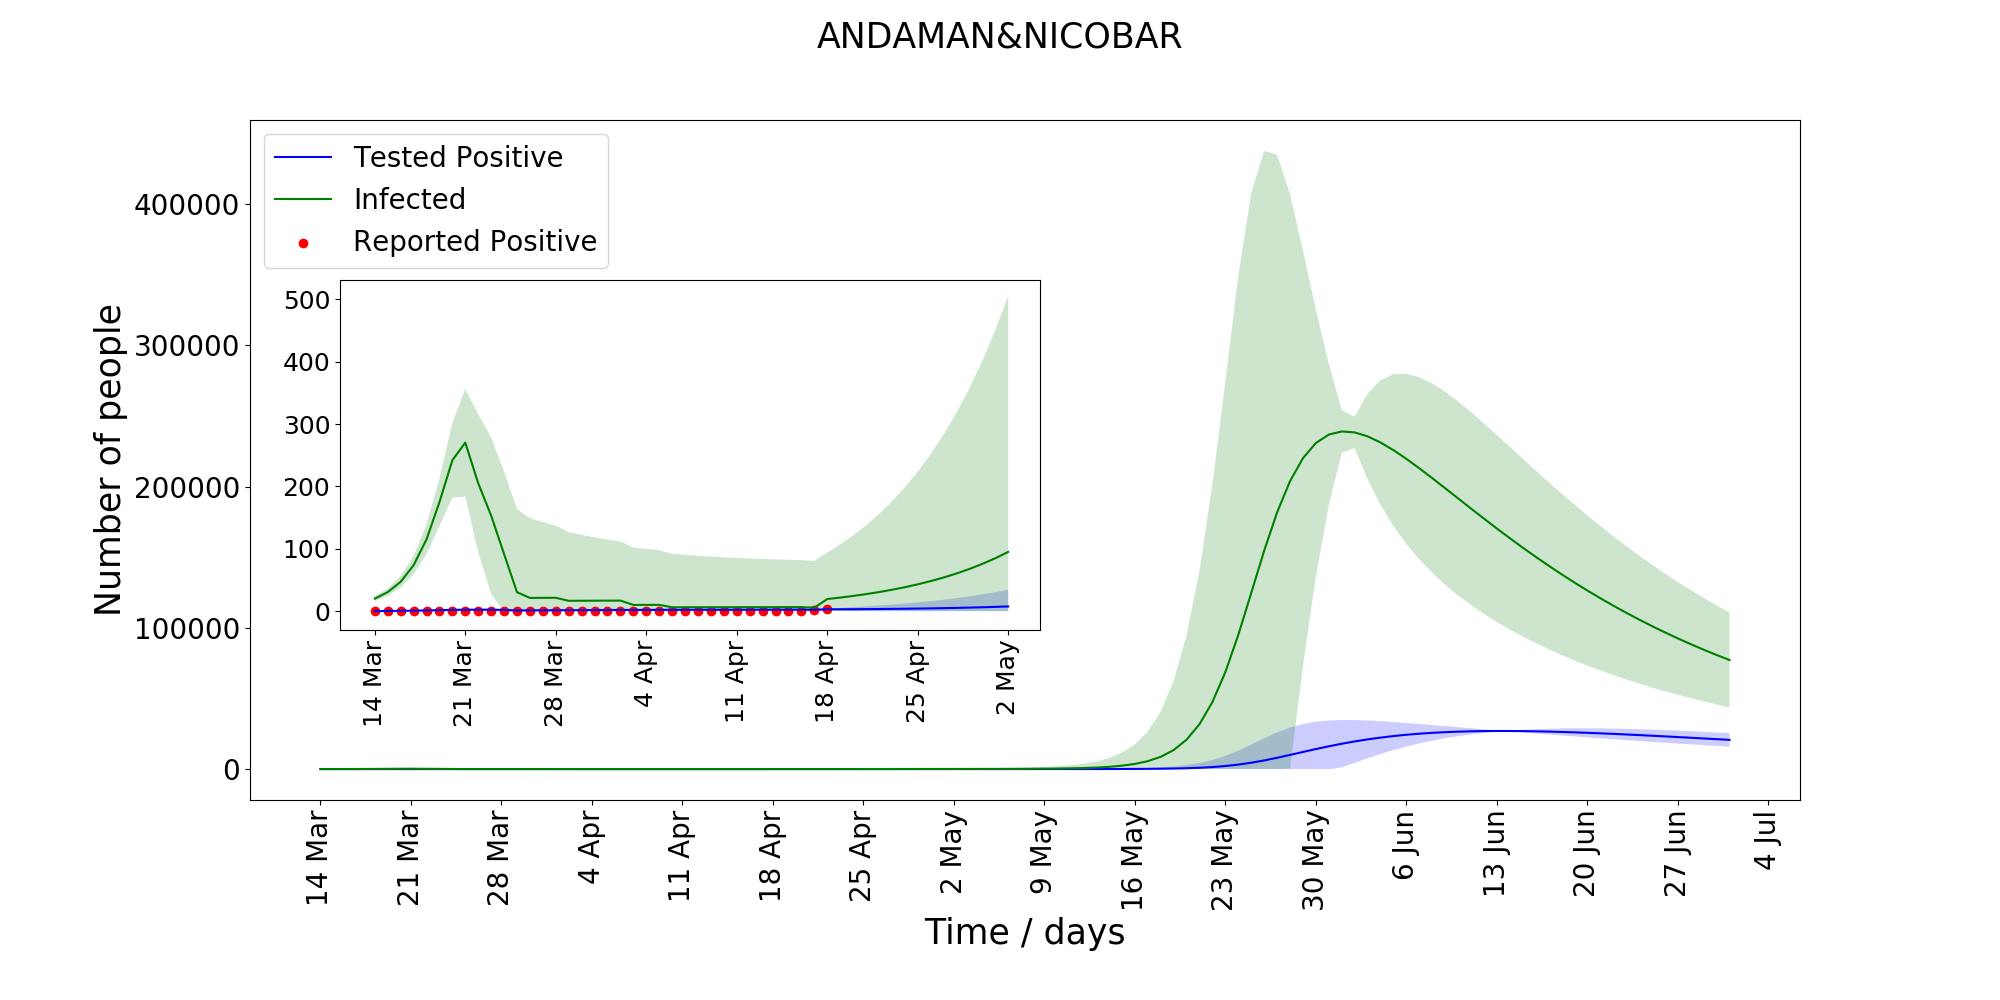 ANDAMAN&NICOBAR
Tested Positive
Infected
Reported Positive
Number of people
400000
300000
200000
100000
0
500
400
300
200
100
0
14 Mar
21 Mar
28 Mar
4 Apr
11 Apr
18 Apr
25 Apr
2 May
14 Mar
21 Mar
28 Mar
4 Apr
11 Apr
18 Apr
25 Apr
2 May
9 May
16 May
23 May
30 May
6 Jun
13 Jun
20 Jun
27 Jun
4 Jul
Time / days